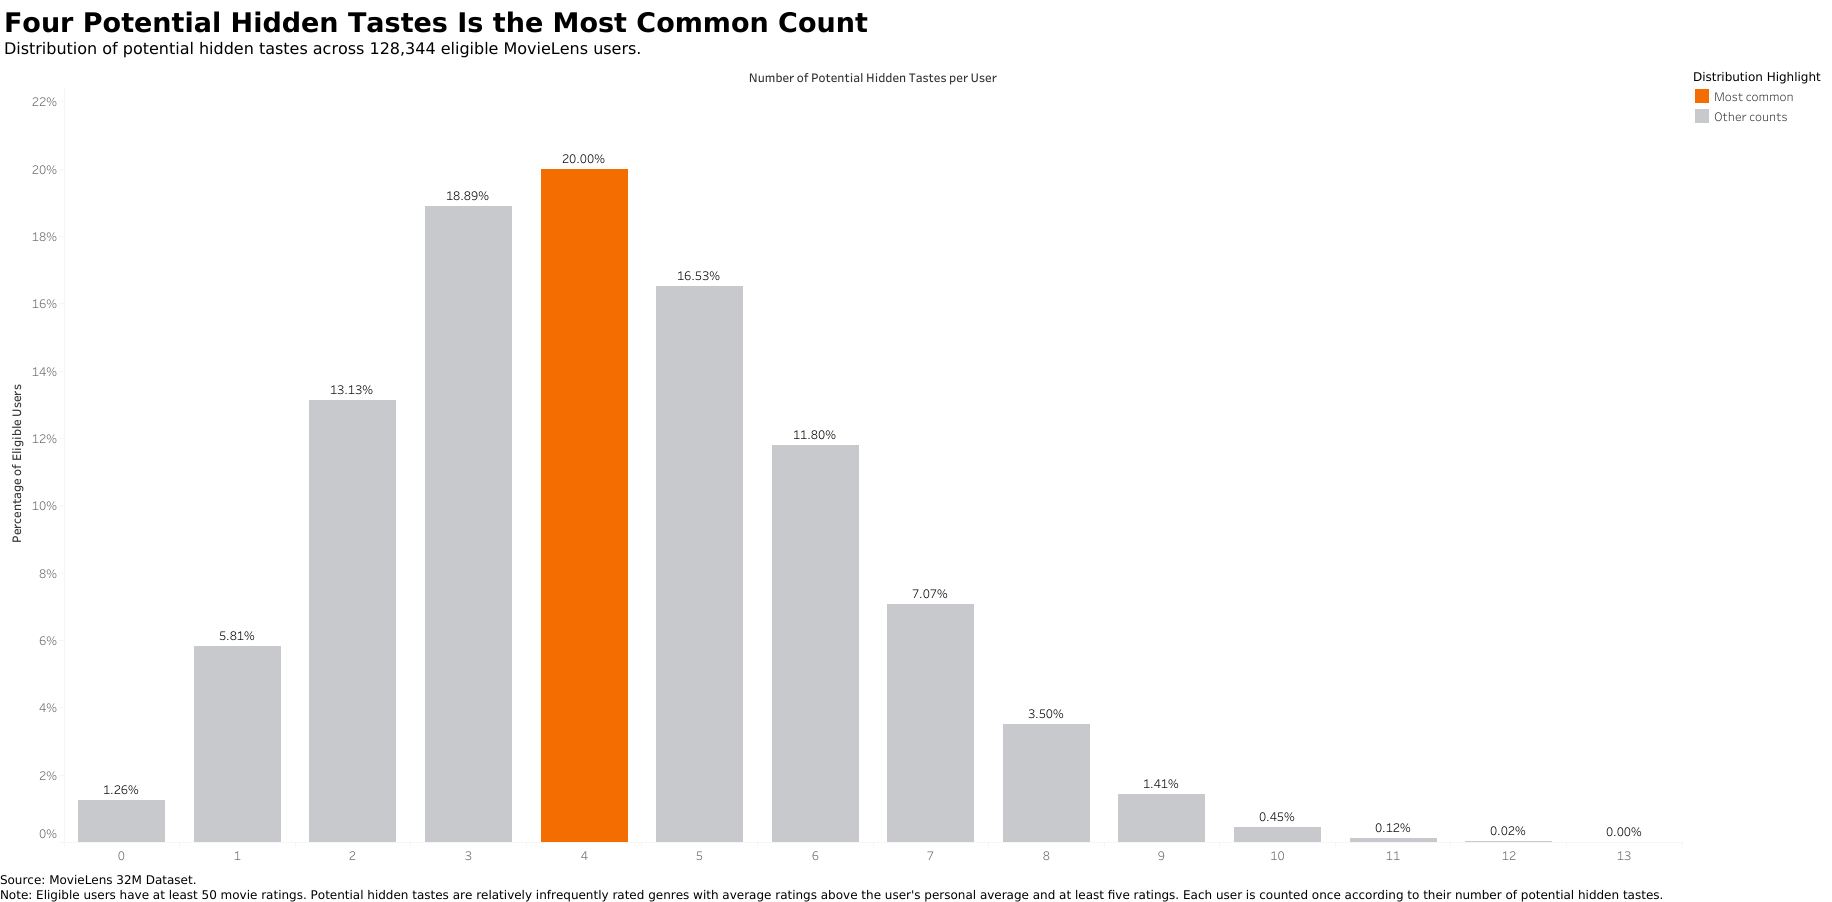 Four Potential Hidden Tastes Is the Most Common Count
Distribution of potential hidden tastes across 128,344 eligible MovieLens users.
Number of Potential Hidden Tastes per User
Distribution Highlight
Most common
Other counts
Percentage of Eligible Users
22%
20%
18%
16%
14%
12%
10%
8%
6%
4%
2%
0%
1.26%
5.81%
13.13%
18.89%
20.00%
16.53%
11.80%
7.07%
3.50%
1.41%
0.45%
0.12%
0.02%
0.00%
0 1 2 3 4 5 6 7 8 9 10 11 12 13
Source: MovieLens 32M Dataset.
Note: Eligible users have at least 50 movie ratings. Potential hidden tastes are relatively infrequently rated genres with average ratings above the user's personal average and at least five ratings. Each user is counted once according to their number of potential hidden tastes.